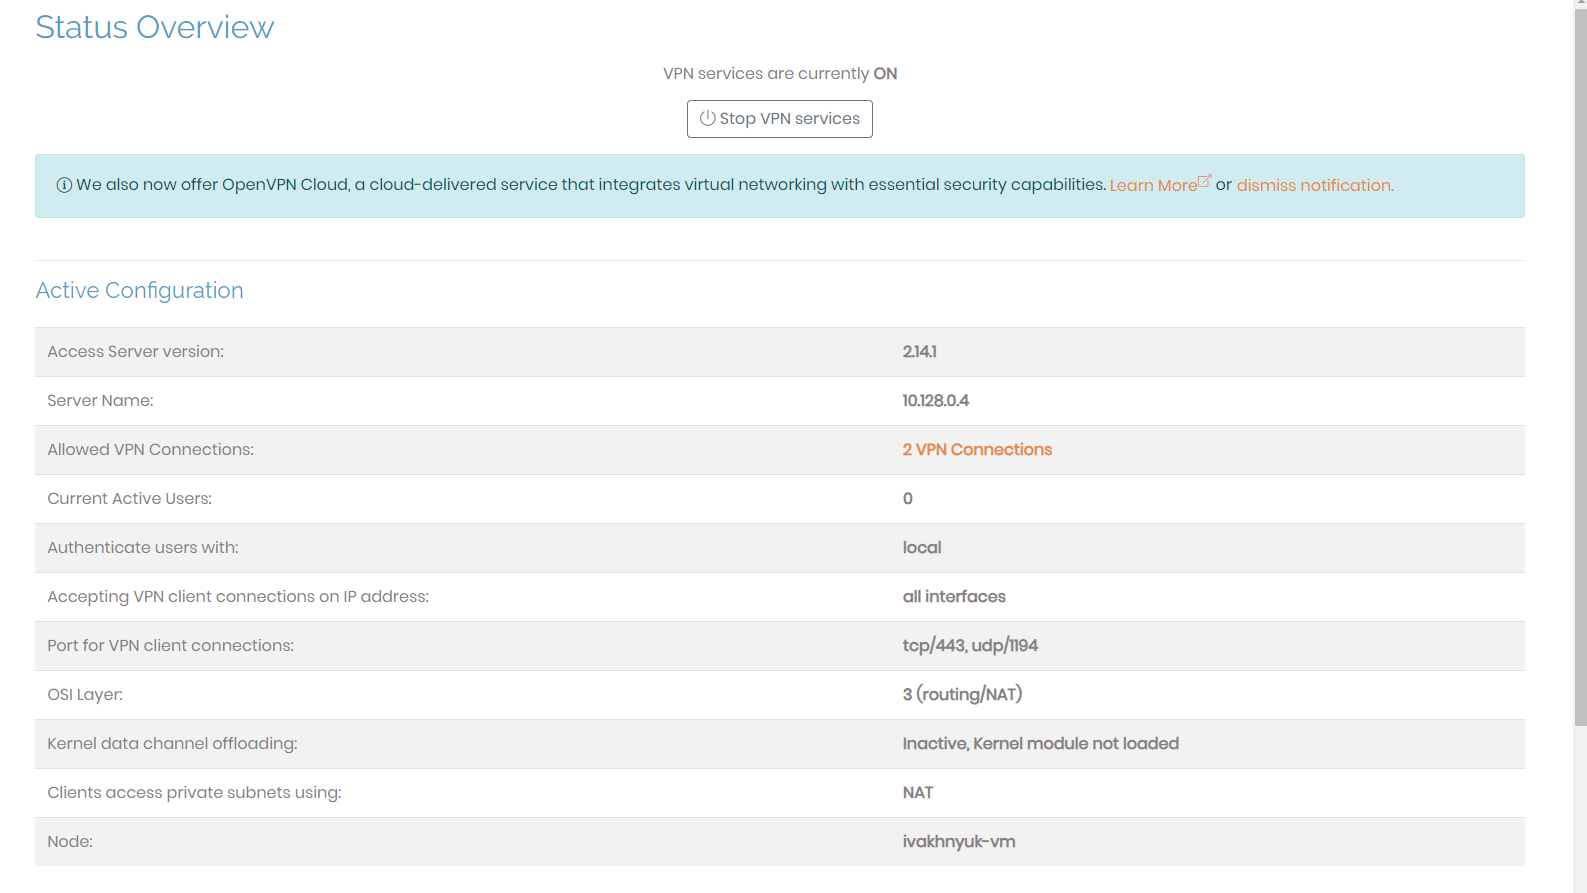 Status Overview
VPN services are currently ON
Stop VPN services
We also now offer OpenVPN Cloud, a cloud-delivered service that integrates virtual networking with essential security capabilities. Learn More or dismiss notification.
Active Configuration
Access Server version: 2.14.1
Server Name: 10.128.0.4
Allowed VPN Connections: 2 VPN Connections
Current Active Users: 0
Authenticate users with: local
Accepting VPN client connections on IP address: all interfaces
Port for VPN client connections: tcp/443, udp/1194
OSI Layer: 3 (routing/NAT)
Kernel data channel offloading: Inactive, Kernel module not loaded
Clients access private subnets using: NAT
Node: ivakhnyuk-vm